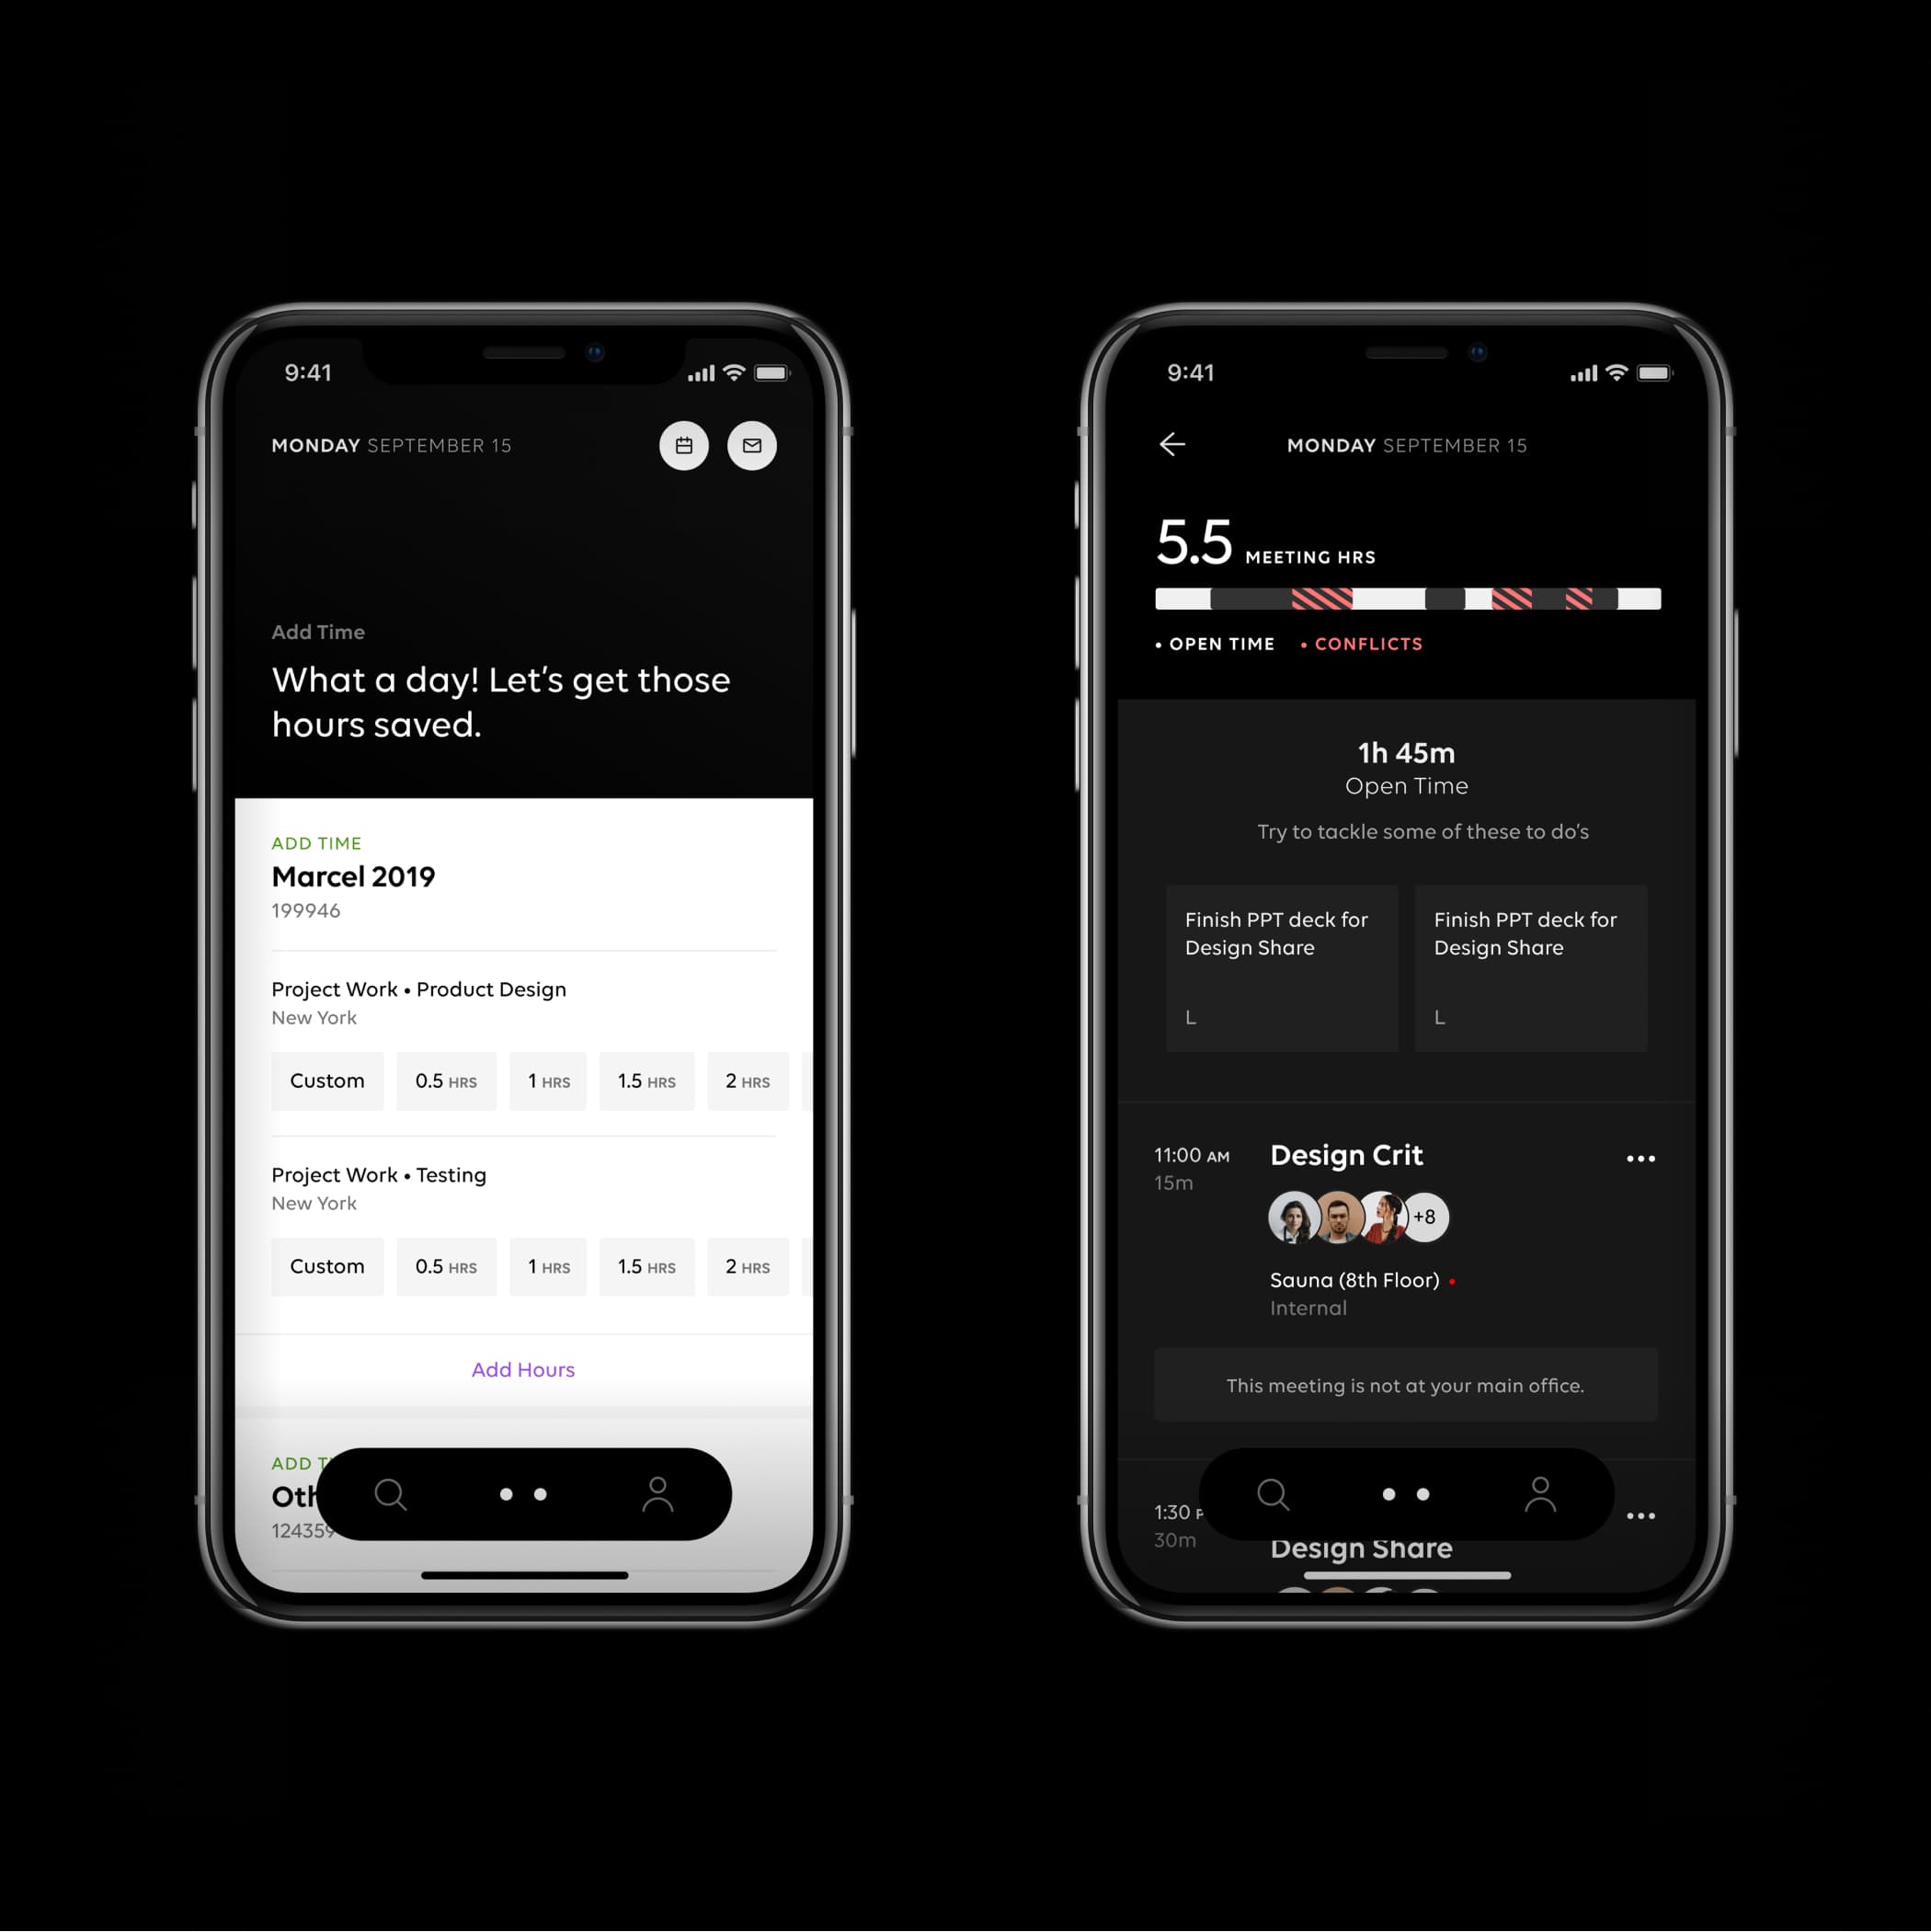 9:41
MONDAY SEPTEMBER 15
Add Time
What a day! Let's get those
hours saved.
ADD TIME
Marcel 2019
199946
Project Work • Product Design
New York
Custom 0.5 HRS 1 HRS 1.5 HRS 2 HRS
Project Work • Testing
New York
Custom 0.5 HRS 1 HRS 1.5 HRS 2 HRS
Add Hours
ADD
124359
9:41
MONDAY SEPTEMBER 15
5.5 MEETING HRS
• OPEN TIME • CONFLICTS
1h 45m
Open Time
Try to tackle some of these to do's
Finish PPT deck for
Design Share
L
Finish PPT deck for
Design Share
L
11:00 AM
15m
Design Crit
+8
Sauna (8th Floor) •
Internal
This meeting is not at your main office.
1:30
30m
Design Share